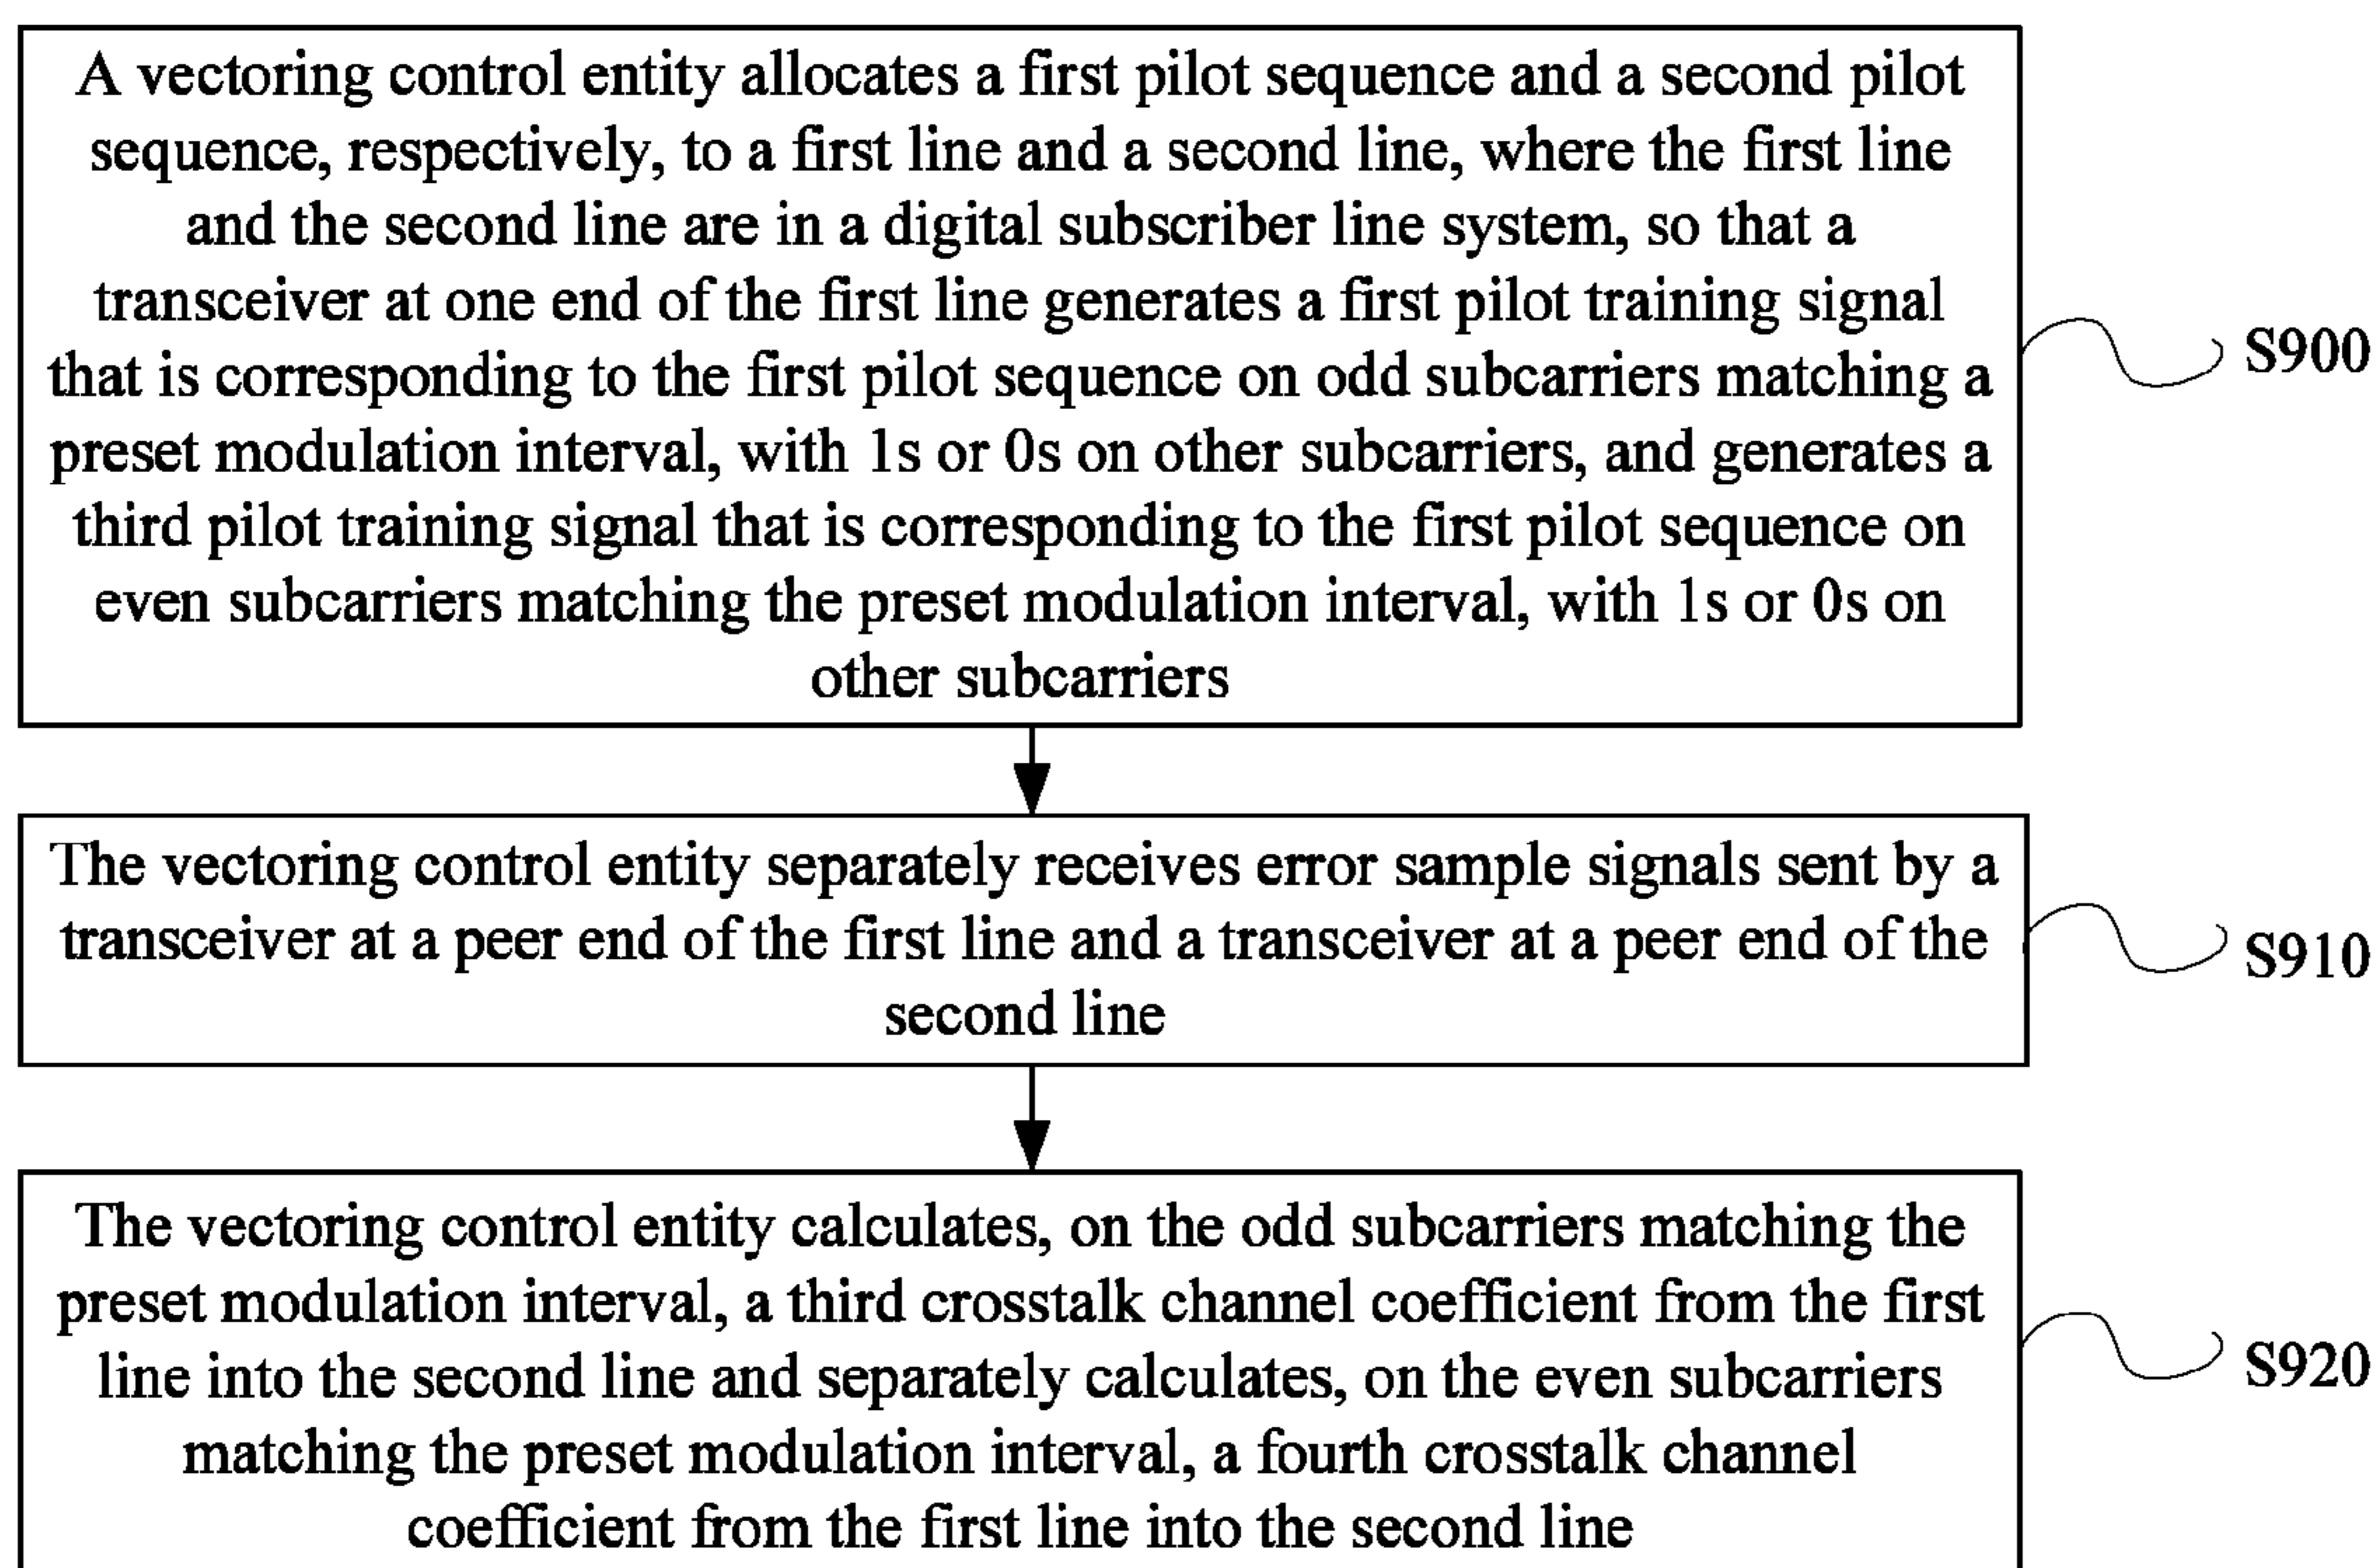 A vectoring control entity allocates a first pilot sequence and a second pilot
sequence, respectively, to a first line and a second line, where the first line
and the second line are in a digital subscriber line system, so that a
transceiver at one end of the first line generates a first pilot training signal
that is corresponding to the first pilot sequence on odd subcarriers matching a
preset modulation interval, with 1s or 0s on other subcarriers, and generates a
third pilot training signal that is corresponding to the first pilot sequence on
even subcarriers matching the preset modulation interval, with 1s or 0s on
other subcarriers
S900
The vectoring control entity separately receives error sample signals sent by a
transceiver at a peer end of the first line and a transceiver at a peer end of the
second line
S910
The vectoring control entity calculates, on the odd subcarriers matching the
preset modulation interval, a third crosstalk channel coefficient from the first
line into the second line and separately calculates, on the even subcarriers
matching the preset modulation interval, a fourth crosstalk channel
coefficient from the first line into the second line
S920